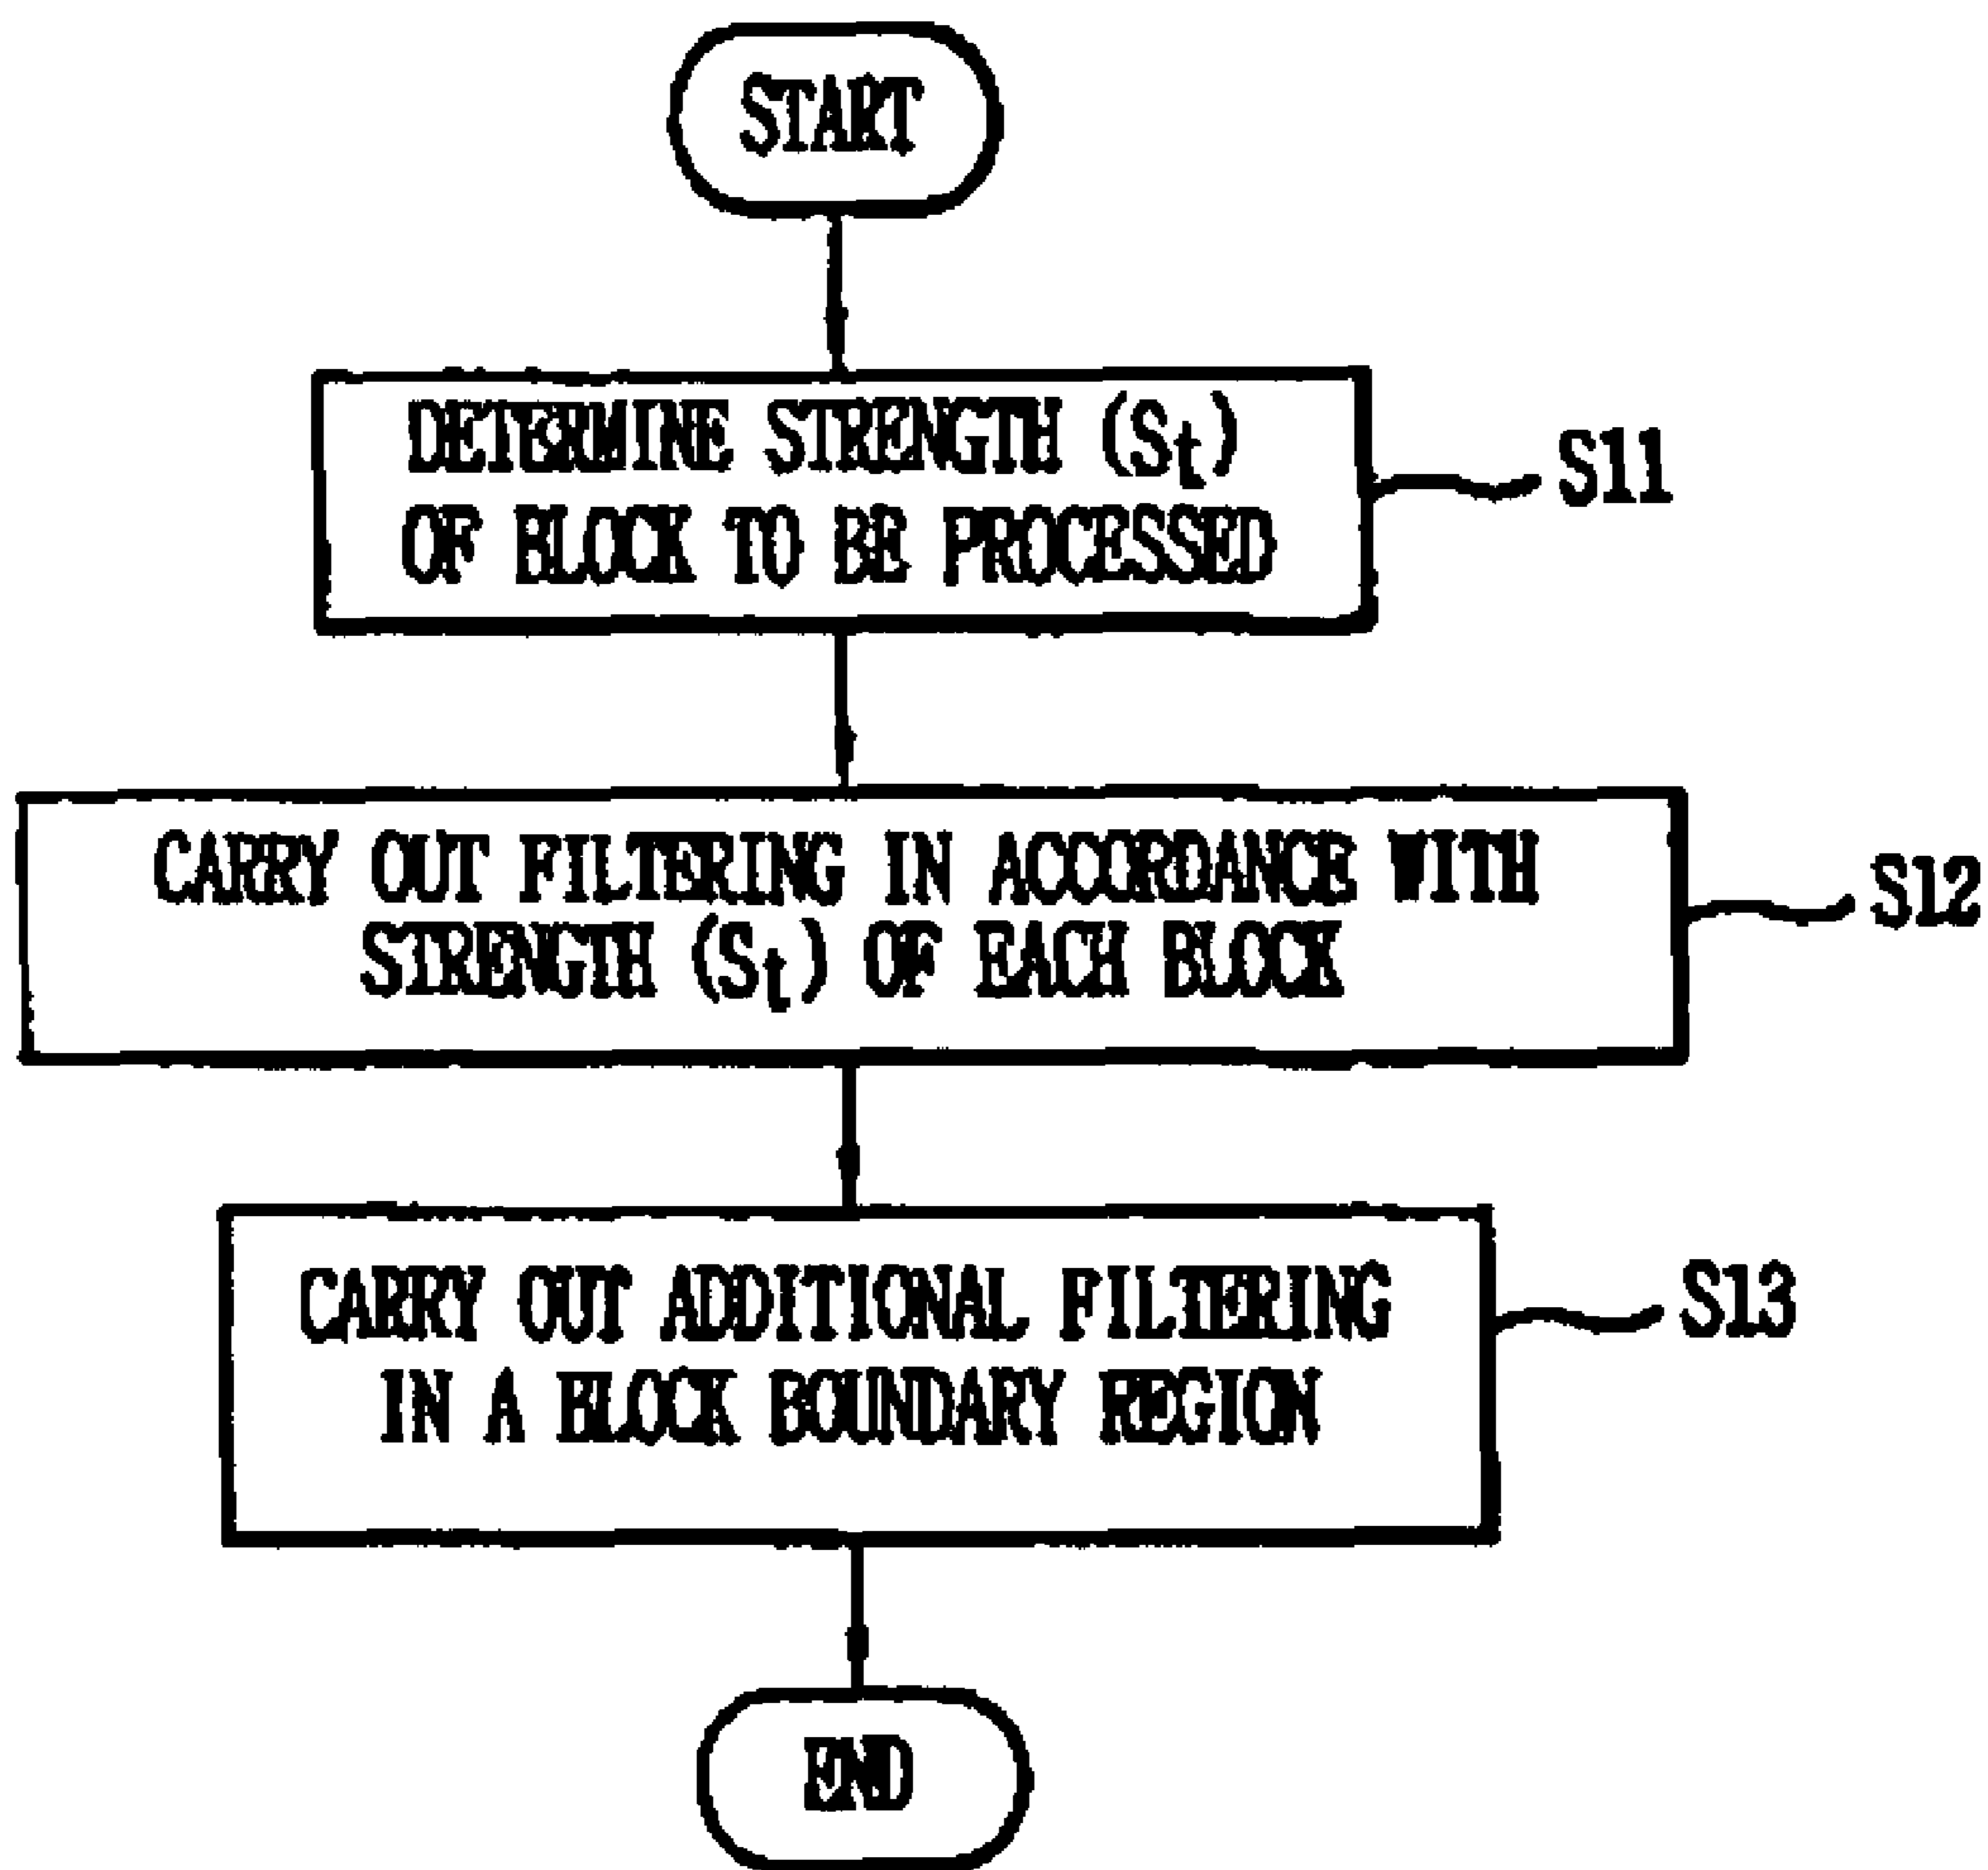 START
DETERMINE STRENGTH (St)
OF BLOCK TO BE PROCESSED
S11
CARRY OUT FILTERING IN ACCORDANCE WITH
STRENGTH (St) OF EACH BLOCK
S12
CARRY OUT ADDITIONAL FILTERING
IN A BLOCK BOUNDARY REGION
S13
END